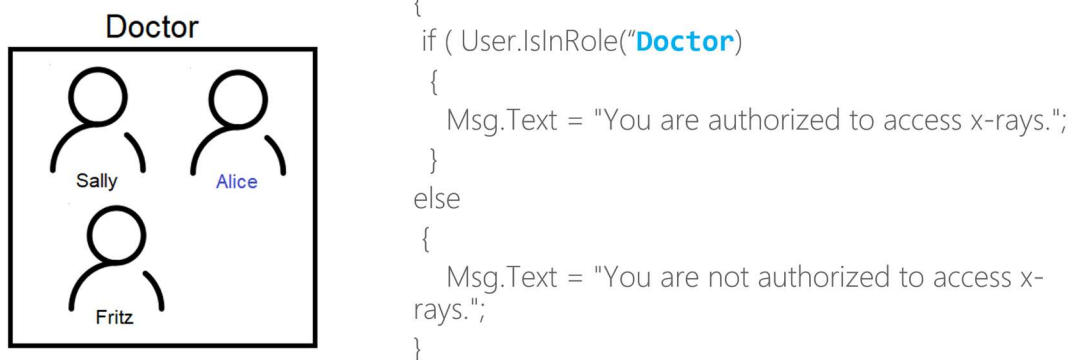 Doctor
Sally
Alice
Fritz
{
if ( User.IsInRole(“Doctor)
{
Msg.Text = "You are authorized to access x-rays.";
}
else
{
Msg.Text = "You are not authorized to access x-
rays.";
}